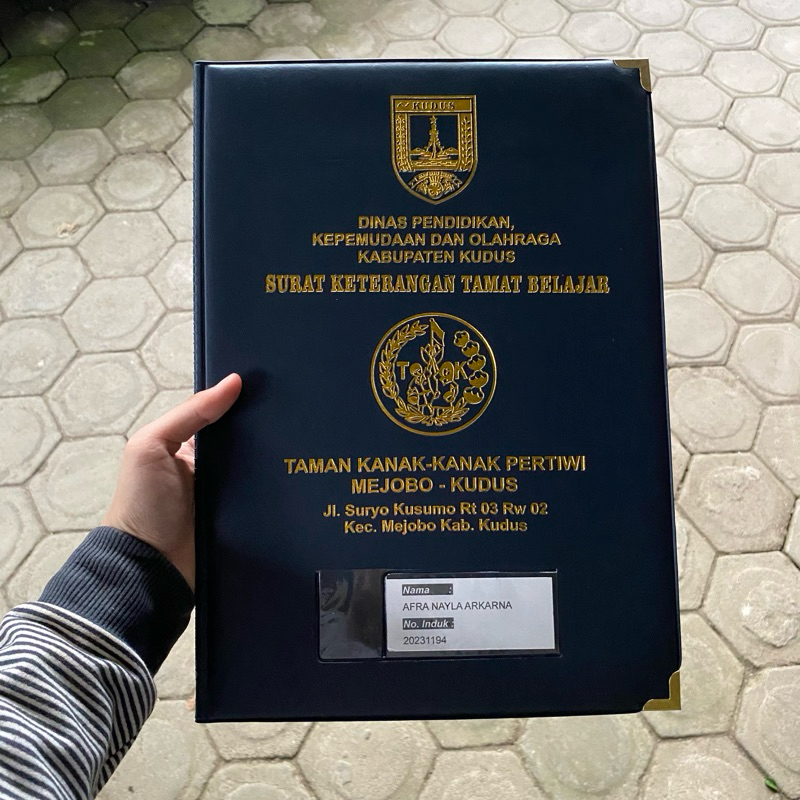 KUDUS
DINAS PENDIDIKAN,
KEPEMUDAAN DAN OLAHRAGA
KABUPATEN KUDUS
SURAT KETERANGAN TAMAT BELAJAR
TAMAN KANAK-KANAK PERTIWI
MEJOBO - KUDUS
Jl. Suryo Kusumo Rt 03 Rw 02
Kec. Mejobo Kab. Kudus
Nama :
AFRA NAYLA ARKARNA
No. Induk :
20231194